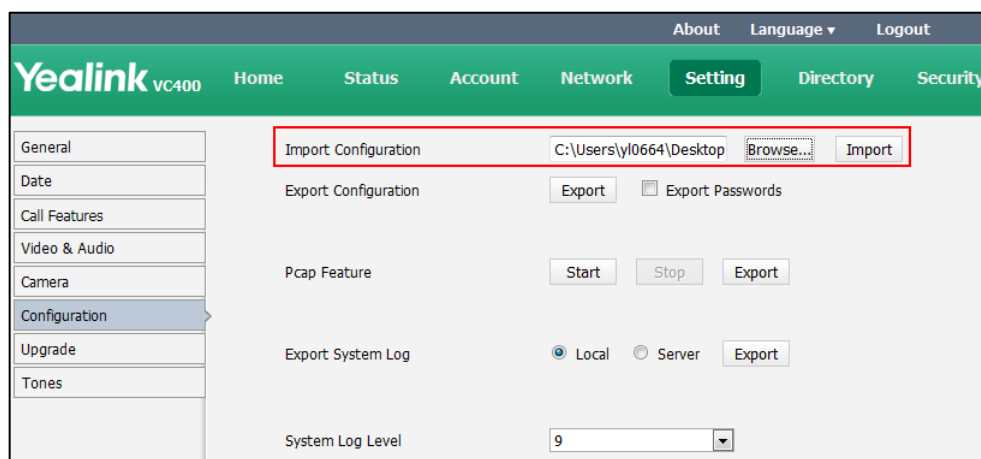 About Language ▾ Logout
Yealink VC400 Home Status Account Network Setting Directory Security
General
Date
Call Features
Video & Audio
Camera
Configuration
Upgrade
Tones
Import Configuration C:\Users\yl0664\Desktop Browse... Import
Export Configuration Export Export Passwords
Pcap Feature Start Stop Export
Export System Log Local Server Export
System Log Level 9